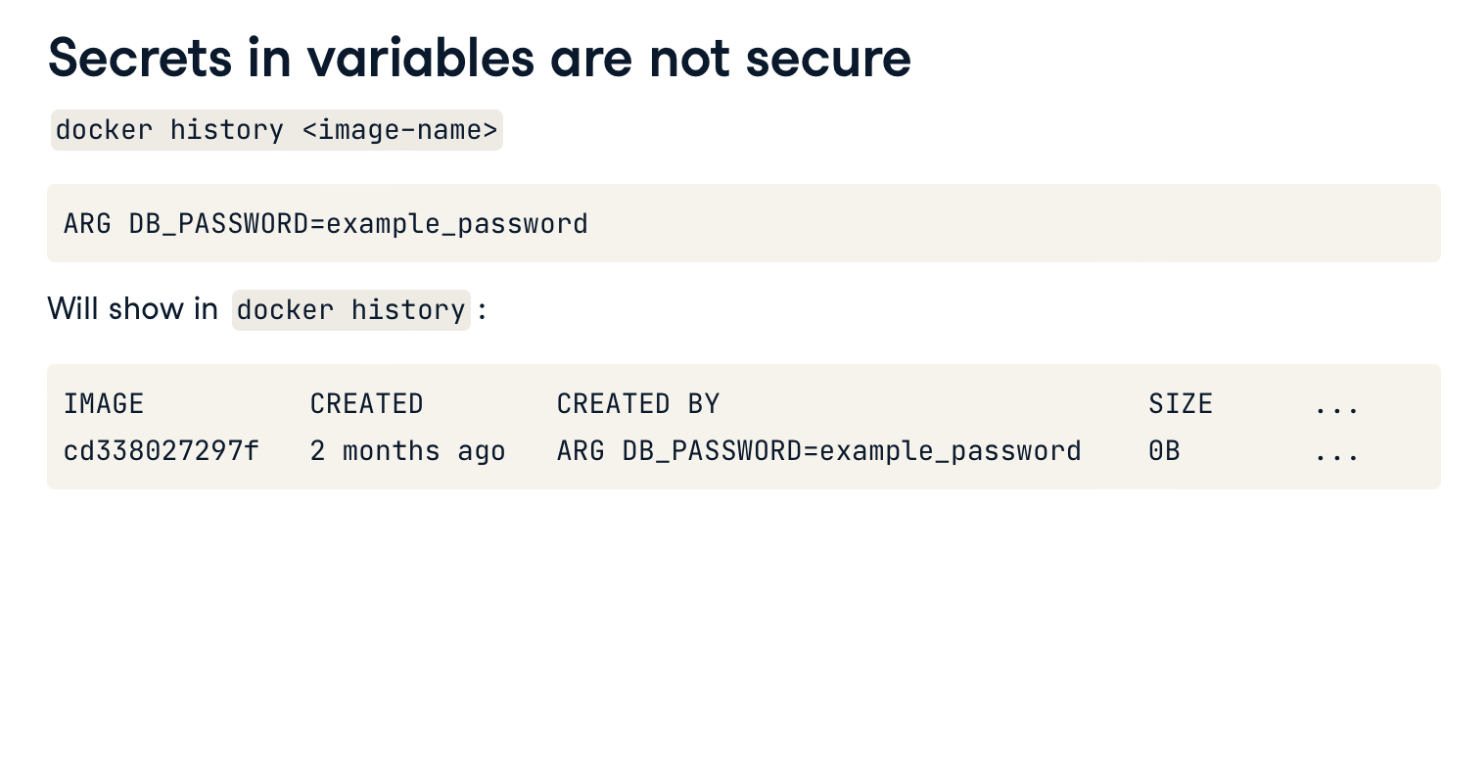 Secrets in variables are not secure
docker history <image-name>
ARG DB_PASSWORD=example_password
Will show in docker history :
IMAGE CREATED CREATED BY SIZE ...
cd338027297f 2 months ago ARG DB_PASSWORD=example_password 0B ...